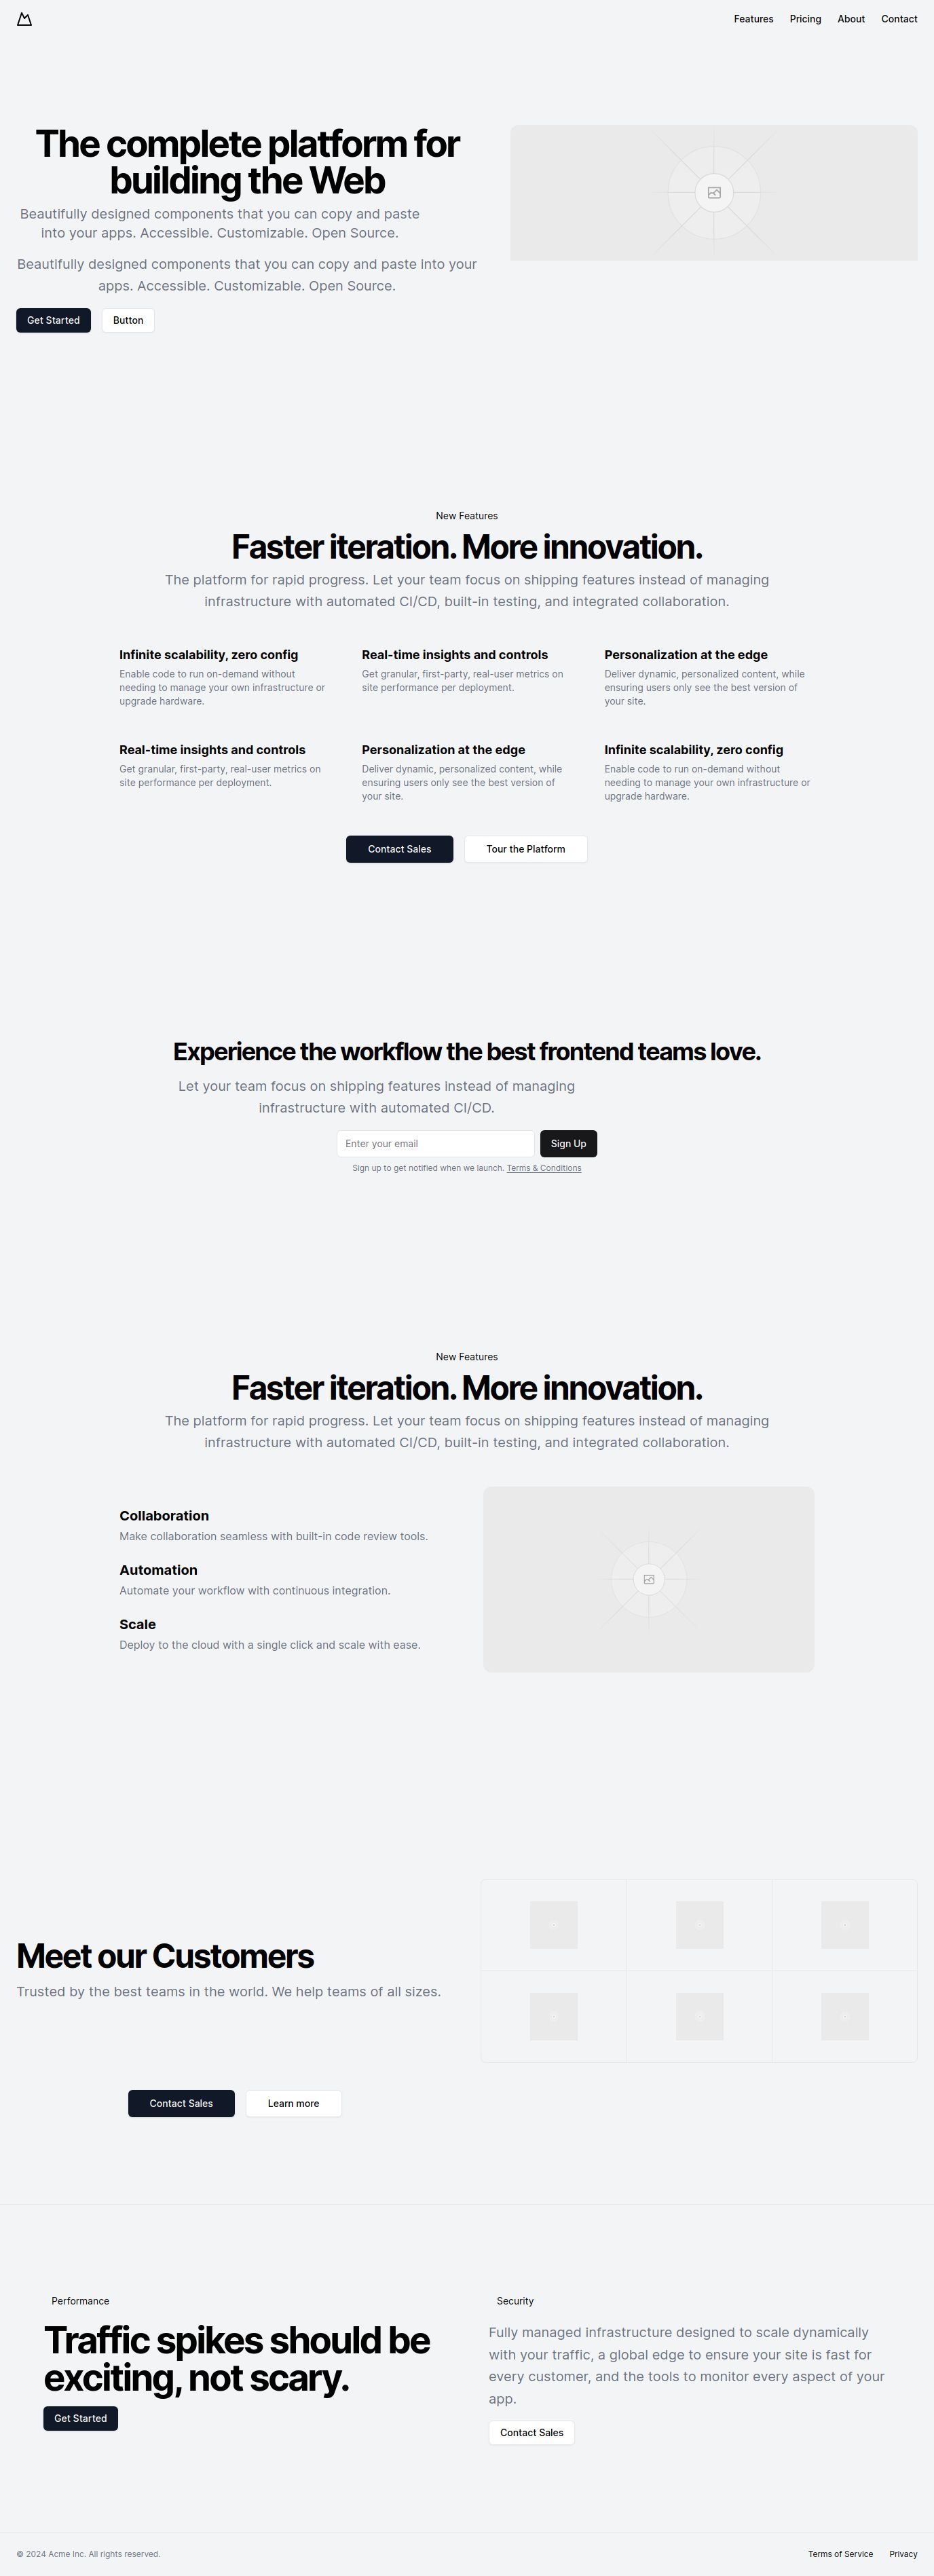 Features Pricing About Contact
The complete platform for
building the Web
Beautifully designed components that you can copy and paste
into your apps. Accessible. Customizable. Open Source.
Beautifully designed components that you can copy and paste into your
apps. Accessible. Customizable. Open Source.
Get Started Button
New Features
Faster iteration. More innovation.
The platform for rapid progress. Let your team focus on shipping features instead of managing
infrastructure with automated CI/CD, built-in testing, and integrated collaboration.
Infinite scalability, zero config
Enable code to run on-demand without
needing to manage your own infrastructure or
upgrade hardware.
Real-time insights and controls
Get granular, first-party, real-user metrics on
site performance per deployment.
Personalization at the edge
Deliver dynamic, personalized content, while
ensuring users only see the best version of
your site.
Real-time insights and controls
Get granular, first-party, real-user metrics on
site performance per deployment.
Personalization at the edge
Deliver dynamic, personalized content, while
ensuring users only see the best version of
your site.
Infinite scalability, zero config
Enable code to run on-demand without
needing to manage your own infrastructure or
upgrade hardware.
Contact Sales Tour the Platform
Experience the workflow the best frontend teams love.
Let your team focus on shipping features instead of managing
infrastructure with automated CI/CD.
Enter your email Sign Up
Sign up to get notified when we launch. Terms & Conditions
New Features
Faster iteration. More innovation.
The platform for rapid progress. Let your team focus on shipping features instead of managing
infrastructure with automated CI/CD, built-in testing, and integrated collaboration.
Collaboration
Make collaboration seamless with built-in code review tools.
Automation
Automate your workflow with continuous integration.
Scale
Deploy to the cloud with a single click and scale with ease.
Meet our Customers
Trusted by the best teams in the world. We help teams of all sizes.
Contact Sales Learn more
Performance
Traffic spikes should be
exciting, not scary.
Get Started
Security
Fully managed infrastructure designed to scale dynamically
with your traffic, a global edge to ensure your site is fast for
every customer, and the tools to monitor every aspect of your
app.
Contact Sales
© 2024 Acme Inc. All rights reserved.
Terms of Service Privacy